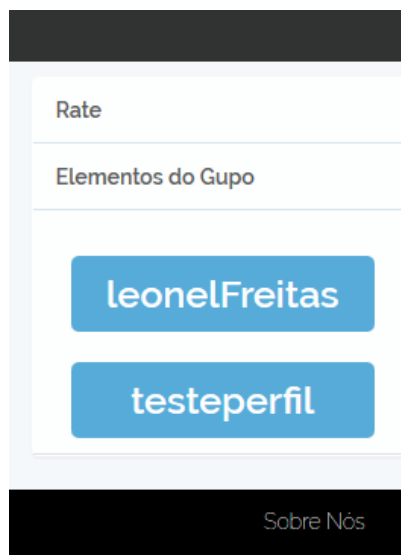 Rate
Elementos do Gupo
leonelFreitas
testeperfil
Sobre Nós